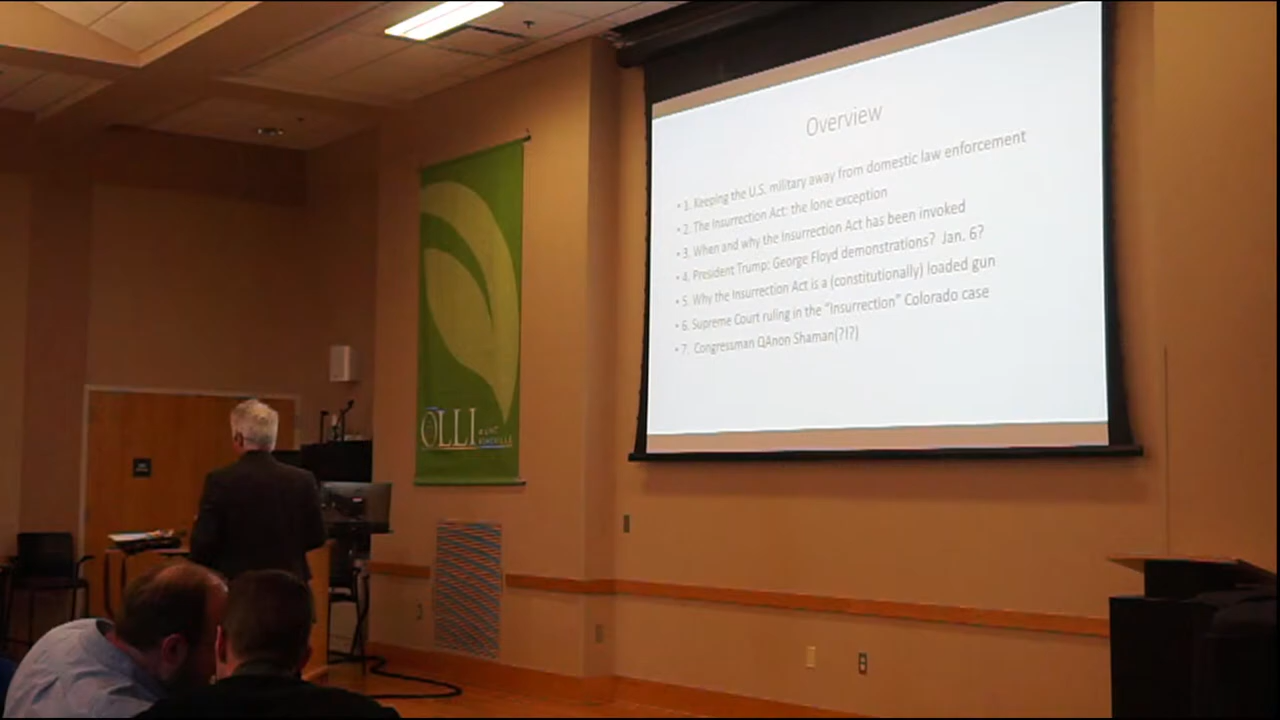 Overview
• 1. Keeping the U.S. military away from domestic law enforcement
• 2. The Insurrection Act: the lone exception
• 3. When and why the Insurrection Act has been invoked
• 4. President Trump: George Floyd demonstrations? Jan. 6?
• 5. Why the Insurrection Act is a (constitutionally) loaded gun
• 6. Supreme Court ruling in the "Insurrection" Colorado case
• 7. Congressman QAnon Shaman(?!?)
OLLI
ASHEVILLE